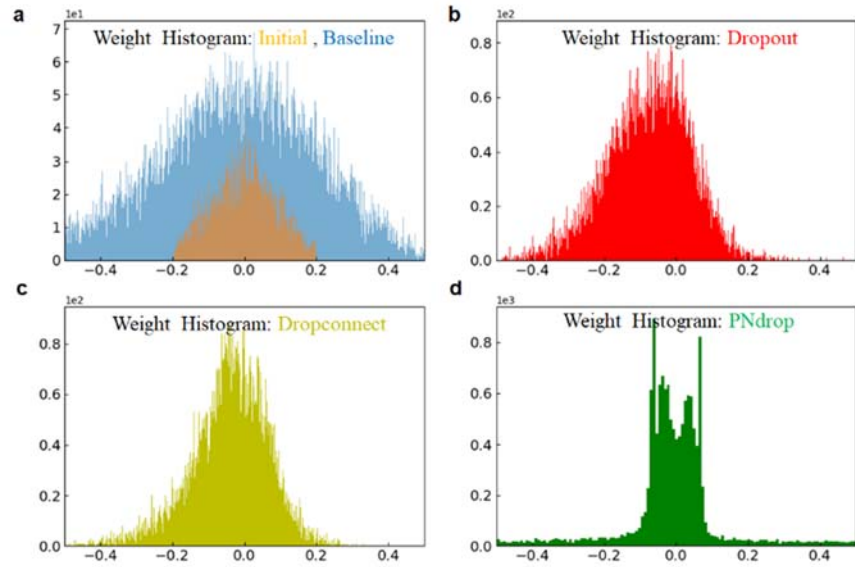 a
1e1
Weight Histogram: Initial , Baseline
7
6
5
4
3
2
1
0
−0.4 −0.2 0.0 0.2 0.4
b
1e2
Weight Histogram: Dropout
0.8
0.6
0.4
0.2
0.0
−0.4 −0.2 0.0 0.2 0.4
c
1e2
Weight Histogram: Dropconnect
0.8
0.6
0.4
0.2
0.0
−0.4 −0.2 0.0 0.2 0.4
d
1e3
Weight Histogram: PNdrop
0.8
0.6
0.4
0.2
0.0
−0.4 −0.2 0.0 0.2 0.4